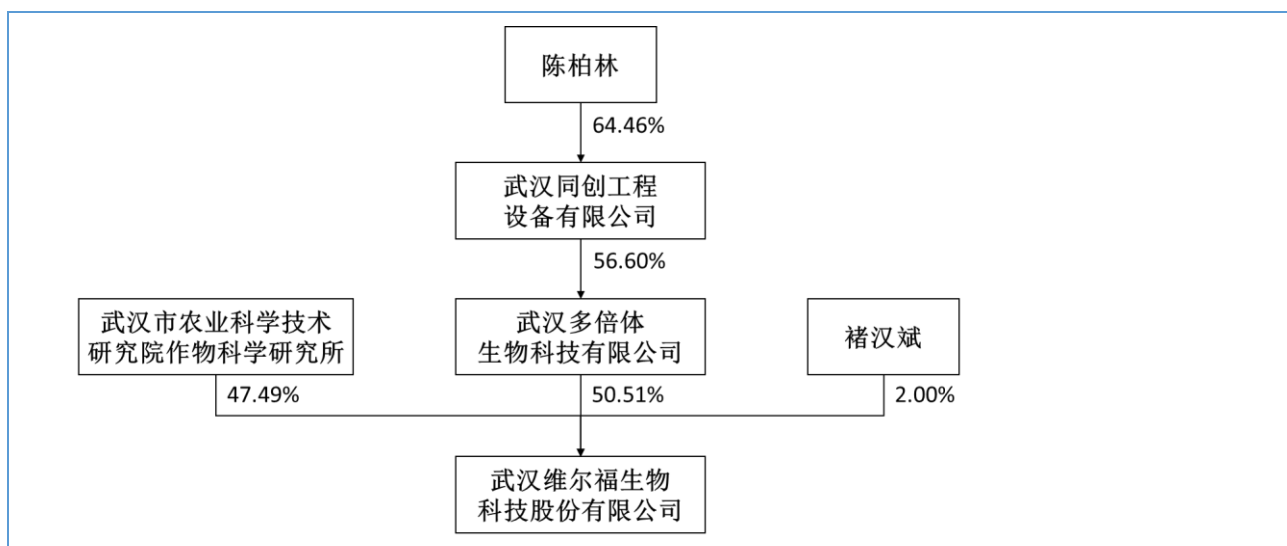 陈柏林
64.46%
武汉同创工程
设备有限公司
56.60%
武汉市农业科学技术
研究院作物科学研究所
武汉多倍体
生物科技有限公司
褚汉斌
47.49%
50.51%
2.00%
武汉维尔福生物
科技股份有限公司